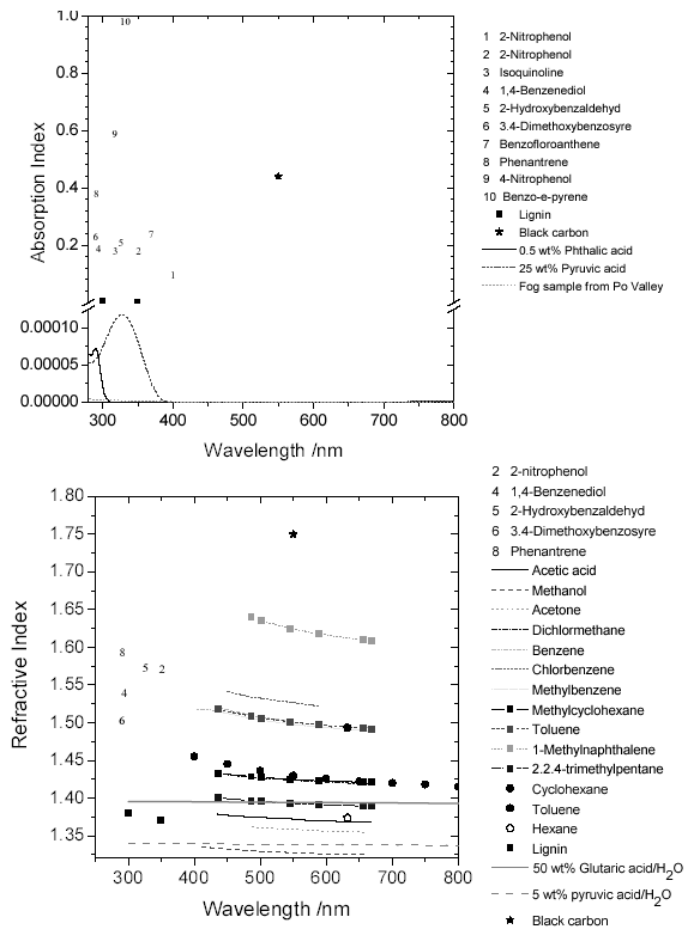 1.0
0.8
0.6
0.4
0.2
0.00010
0.00005
0.00000
Absorption Index
10
9
8
7
6
5
4
3
2
1
300 400 500 600 700 800
Wavelength /nm
1 2-Nitrophenol
2 2-Nitrophenol
3 Isoquinoline
4 1,4-Benzenediol
5 2-Hydroxybenzaldehyd
6 3.4-Dimethoxybenzosyre
7 Benzofloroanthene
8 Phenantrene
9 4-Nitrophenol
10 Benzo-e-pyrene
Lignin
Black carbon
0.5 wt% Phthalic acid
25 wt% Pyruvic acid
Fog sample from Po Valley
1.80
1.75
1.70
1.65
1.60
1.55
1.50
1.45
1.40
1.35
Refractive Index
8
5 2
4
6
300 400 500 600 700 800
Wavelength /nm
2 2-nitrophenol
4 1,4-Benzenediol
5 2-Hydroxybenzaldehyd
6 3.4-Dimethoxybenzosyre
8 Phenantrene
Acetic acid
Methanol
Acetone
Dichlormethane
Benzene
Chlorbenzene
Methylbenzene
Methylcyclohexane
Toluene
1-Methylnaphthalene
2.2.4-trimethylpentane
Cyclohexane
Toluene
Hexane
Lignin
50 wt% Glutaric acid/H2O
5 wt% pyruvic acid/H2O
Black carbon